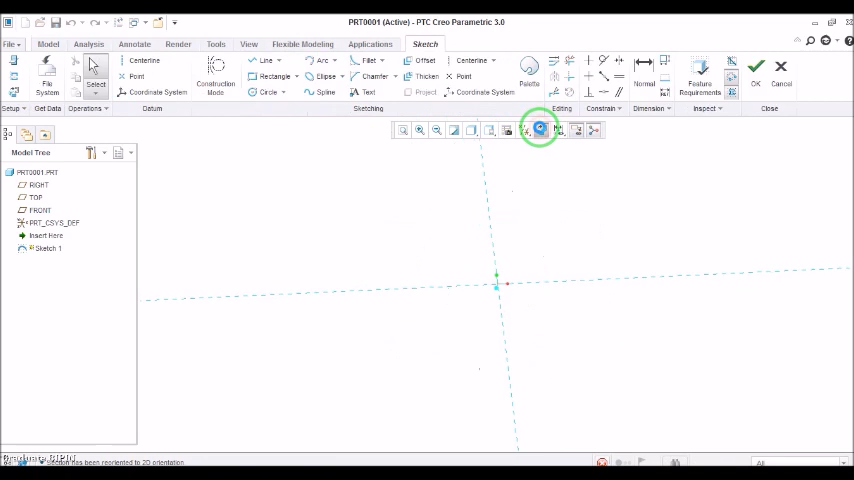 PRT0001 (Active) - PTC Creo Parametric 3.0
File Model Analysis Annotate Render Tools View Flexible Modeling Applications Sketch
Centerline Line Arc Fillet Offset Centerline
File System Select Point Construction Mode Rectangle Ellipse Chamfer Thicken Point Palette Normal Feature Requirements OK Cancel
Coordinate System Circle Spline Text Project Coordinate System
Setup Get Data Operations Datum Sketching Editing Constrain Dimension Inspect Close
Model Tree
PRT0001.PRT
RIGHT
TOP
FRONT
PRT_CSYS_DEF
Insert Here
Sketch 1
Graduate BIPIN
Section has been reoriented to 2D orientation.
All